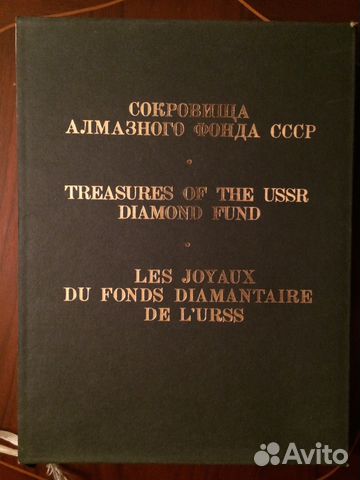 СОКРОВИЩА
АЛМАЗНОГО ФОНДА СССР
TREASURES OF THE USSR
DIAMOND FUND
LES JOYAUX
DU FONDS DIAMANTAIRE
DE L'URSS
Avito